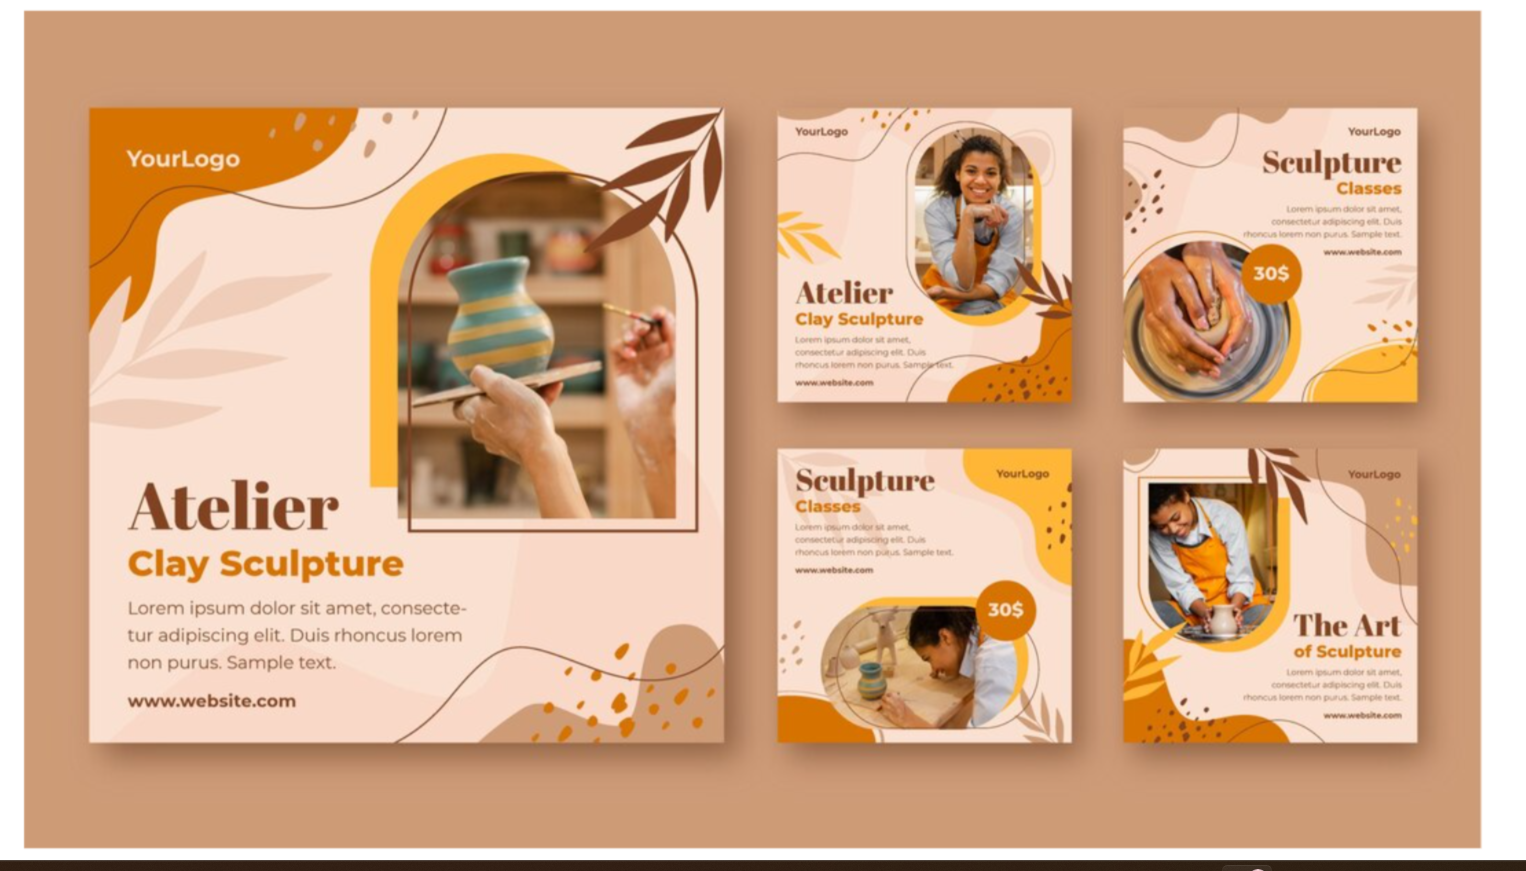 YourLogo
Atelier
Clay Sculpture
Lorem ipsum dolor sit amet, consecte-
tur adipiscing elit. Duis rhoncus lorem
non purus. Sample text.
www.website.com
YourLogo
Atelier
Clay Sculpture
Lorem ipsum dolor sit amet,
consectetur adipiscing elit. Duis
rhoncus lorem non purus. Sample text.
www.website.com
YourLogo
Sculpture
Classes
Lorem ipsum dolor sit amet,
consectetur adipiscing elit. Duis
rhoncus lorem non purus. Sample text.
www.website.com
30$
YourLogo
Sculpture
Classes
Lorem ipsum dolor sit amet,
consectetur adipiscing elit. Duis
rhoncus lorem non purus. Sample text.
www.website.com
30$
YourLogo
The Art
of Sculpture
Lorem ipsum dolor sit amet,
consectetur adipiscing elit. Duis
rhoncus lorem non purus. Sample text.
www.website.com